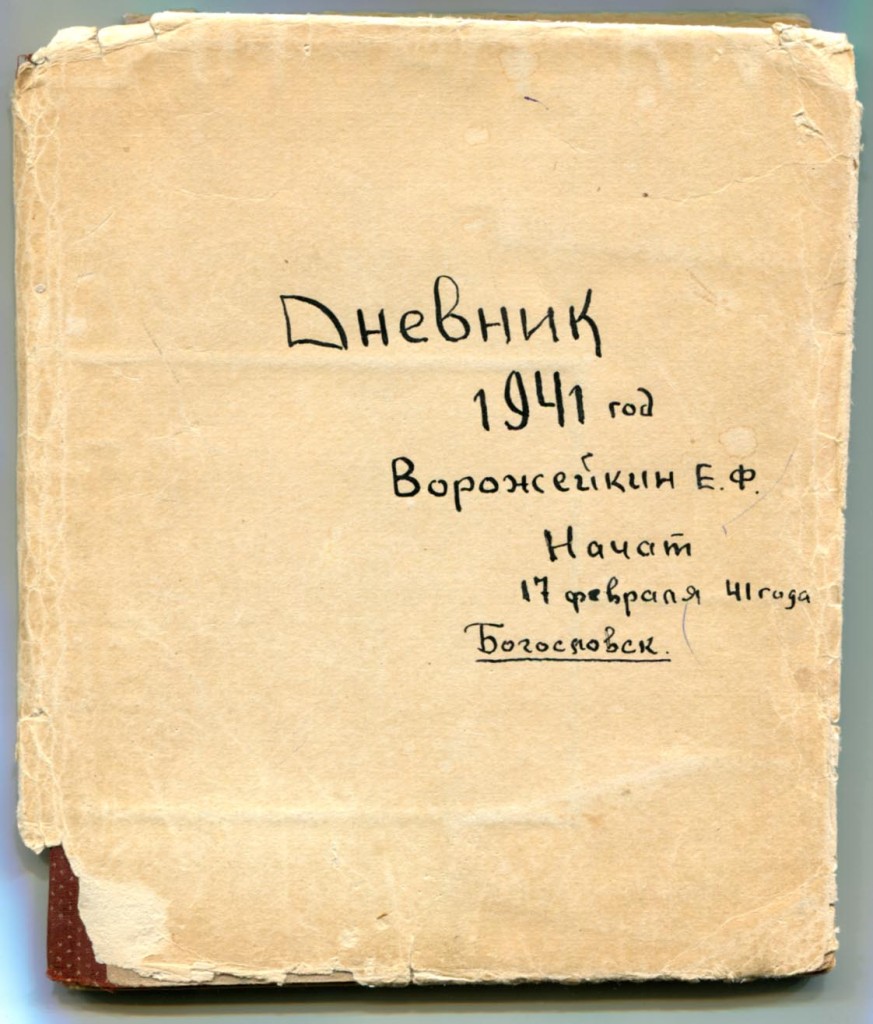 Дневник
1941 год
Ворожейкин Е.Ф.
Начат
17 февраля 41 года
Богословск.